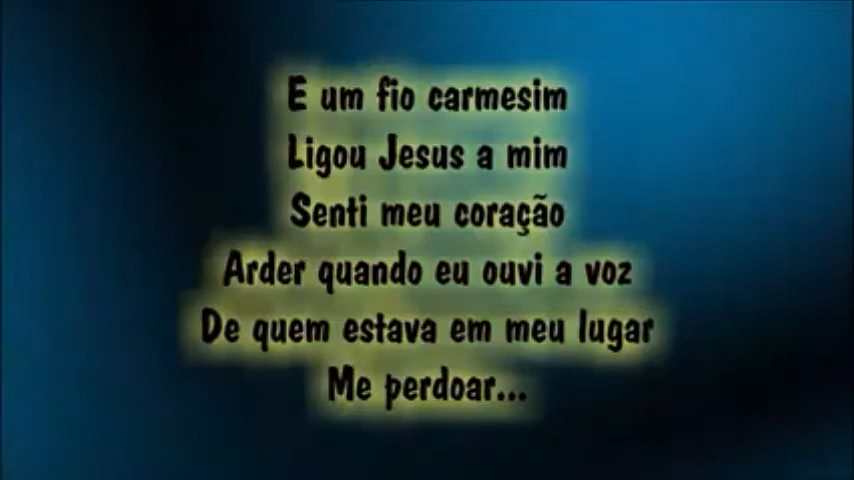 E um fio carmesim
Ligou Jesus a mim
Senti meu coração
Arder quando eu ouvi a voz
De quem estava em meu lugar
Me perdoar...